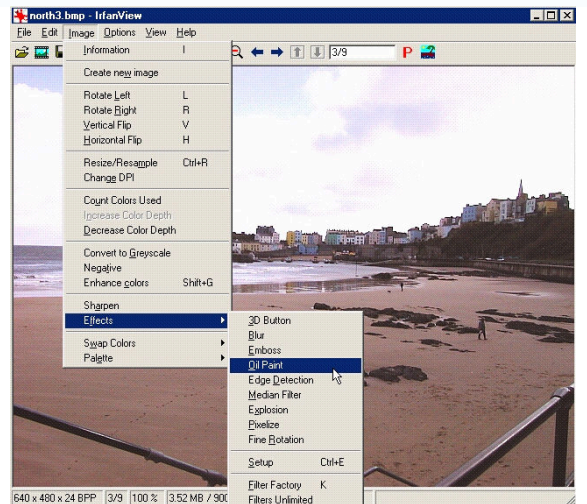 north3.bmp - IrfanView
File Edit Image Options View Help
3/9 P
Information I
Create new image
Rotate Left L
Rotate Right R
Vertical Flip V
Horizontal Flip H
Resize/Resample Ctrl+R
Change DPI
Count Colors Used
Increase Color Depth
Decrease Color Depth
Convert to Greyscale
Negative
Enhance colors Shift+G
Sharpen
Effects
Swap Colors
Palette
3D Button
Blur
Emboss
Oil Paint
Edge Detection
Median Filter
Explosion
Pixelize
Fine Rotation
Setup Ctrl+E
Filter Factory K
Filters Unlimited
640 x 480 x 24 BPP 3/9 100 % 3.52 MB / 900